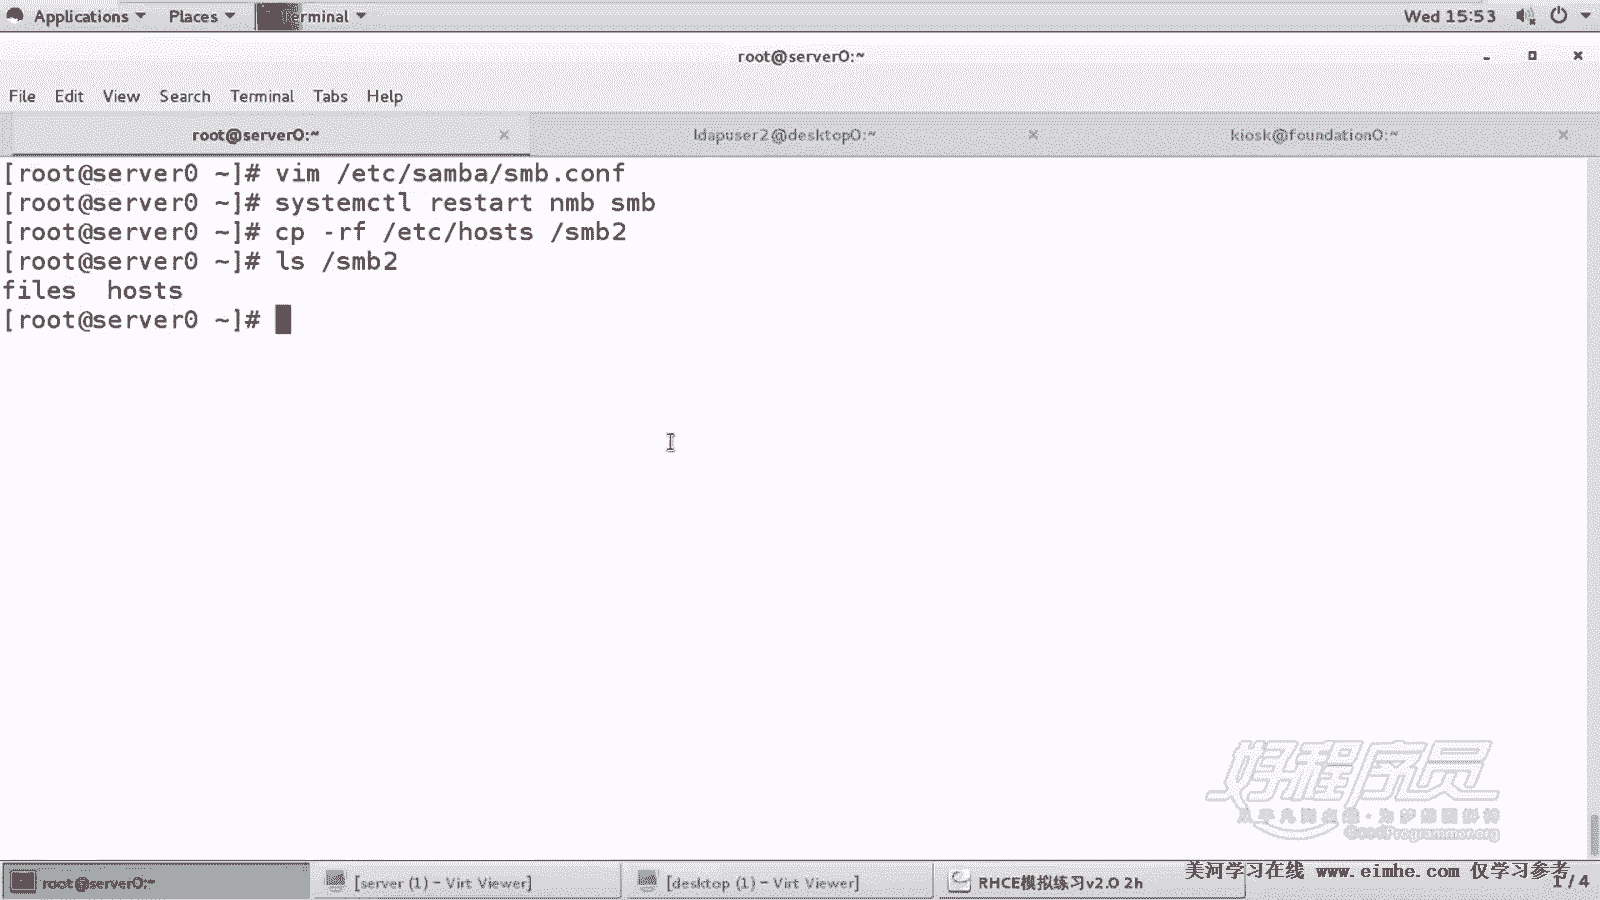 Applications Places Terminal Wed 15:53
root@server0:~
File Edit View Search Terminal Tabs Help
root@server0:~ ldapuser2@desktop0:~ kiosk@foundation0:~
[root@server0 ~]# vim /etc/samba/smb.conf
[root@server0 ~]# systemctl restart nmb smb
[root@server0 ~]# cp -rf /etc/hosts /smb2
[root@server0 ~]# ls /smb2
files hosts
[root@server0 ~]#
好程序员
GoodProgrammer.org
美河学习在线 www.eimhe.com 仅学习参考
root@server0:~ [server (1) - Virt Viewer] [desktop (1) - Virt Viewer] RHCE模拟练习v2.0 2h 1 / 4